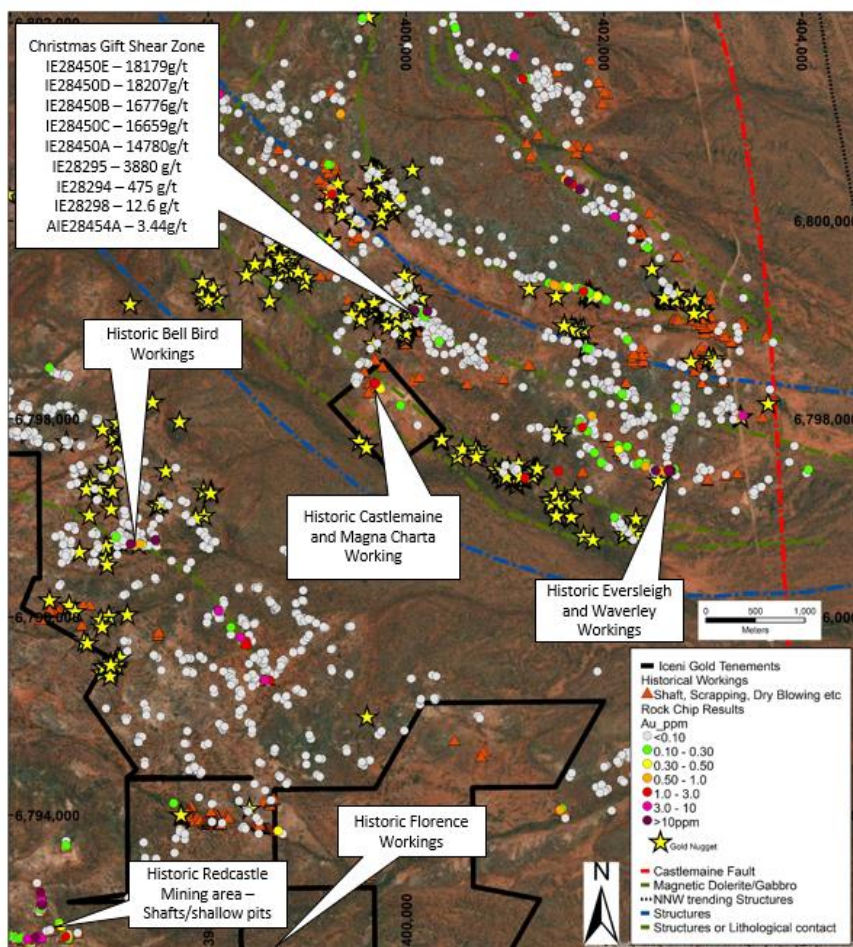 6,802,000
400,000
402,000
404,000
Christmas Gift Shear Zone
IE28450E – 18179g/t
IE28450D – 18207g/t
IE28450B – 16776g/t
IE28450C – 16659g/t
IE28450A – 14780g/t
IE28295 – 3880 g/t
IE28294 – 475 g/t
IE28298 – 12.6 g/t
AIE28454A – 3.44g/t
6,800,000
Historic Bell Bird
Workings
6,798,000
6,798,000
Historic Castlemaine
and Magna Charta
Working
Historic Eversleigh
and Waverley
Workings
6,796,000
0 500 1,000
Meters
Iceni Gold Tenements
Historical Workings
Shaft, Scrapping, Dry Blowing etc
Rock Chip Results
Au_ppm
<0.10
0.10 - 0.30
0.30 - 0.50
0.50 - 1.0
1.0 - 3.0
3.0 - 10
>10ppm
Gold Nugget
Castlemaine Fault
Magnetic Dolerite/Gabbro
NNW trending Structures
Structures
Structures or Lithological contact
6,794,000
Historic Florence
Workings
Historic Redcastle
Mining area –
Shafts/shallow pits
N
400,000